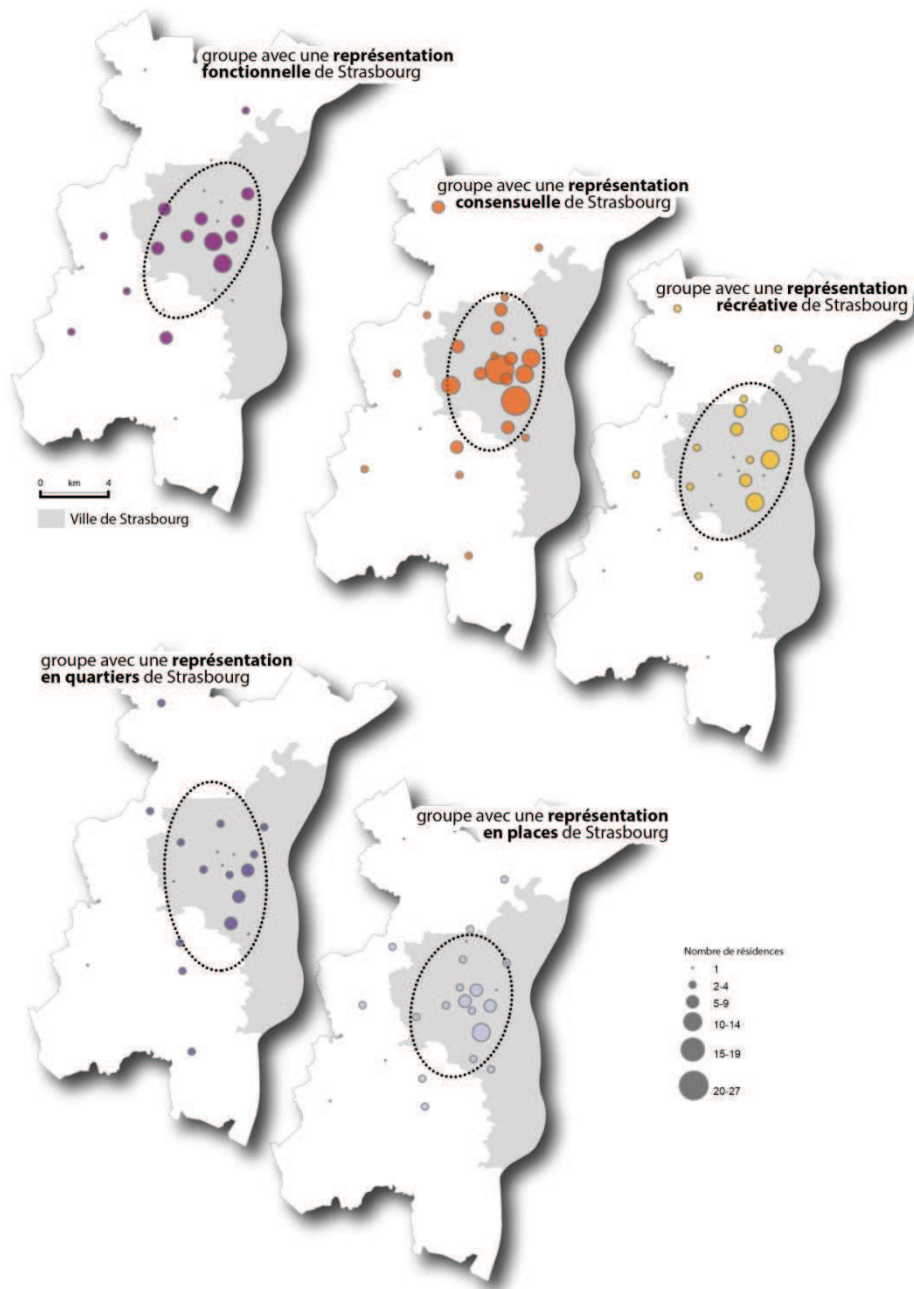 groupe avec une représentation
fonctionnelle de Strasbourg
groupe avec une représentation
consensuelle de Strasbourg
groupe avec une représentation
récréative de Strasbourg
0 km 4
Ville de Strasbourg
groupe avec une représentation
en quartiers de Strasbourg
groupe avec une représentation
en places de Strasbourg
Nombre de résidences
1
2-4
5-9
10-14
15-19
20-27